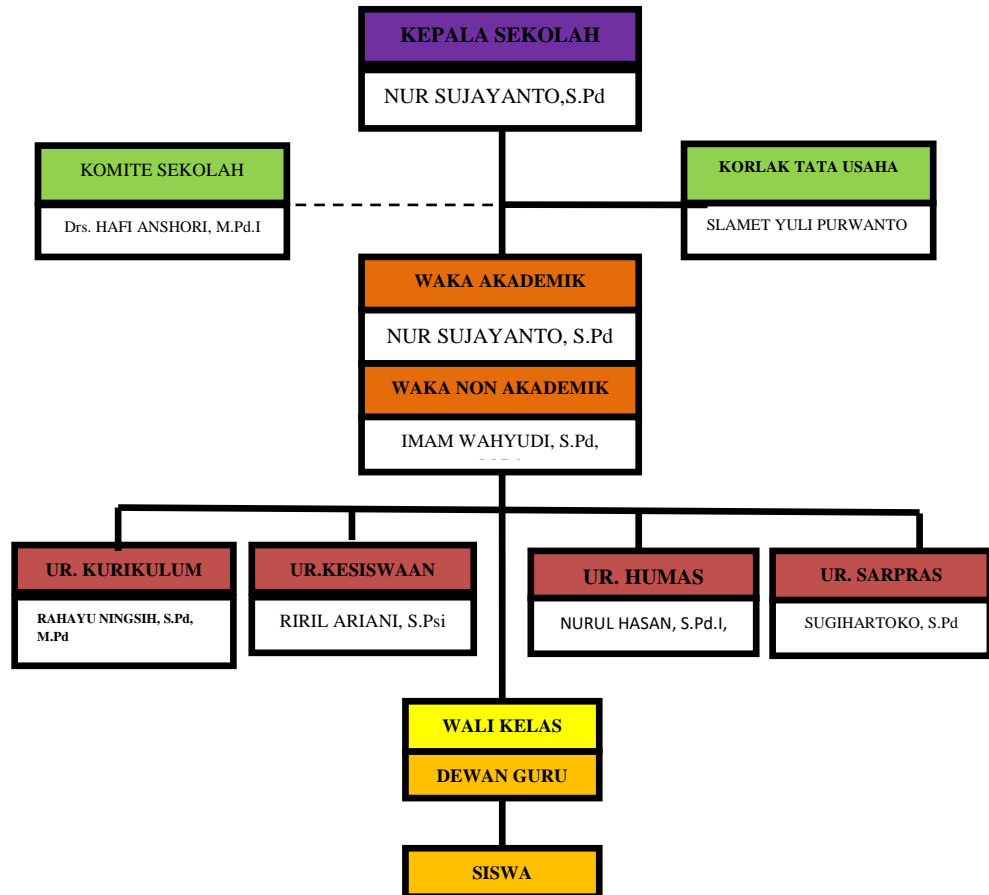 KEPALA SEKOLAH
NUR SUJAYANTO,S.Pd
KOMITE SEKOLAH
Drs. HAFI ANSHORI, M.Pd.I
KORLAK TATA USAHA
SLAMET YULI PURWANTO
WAKA AKADEMIK
NUR SUJAYANTO, S.Pd
WAKA NON AKADEMIK
IMAM WAHYUDI, S.Pd,
UR. KURIKULUM
RAHAYU NINGSIH, S.Pd,
M.Pd
UR.KESISWAAN
RIRIL ARIANI, S.Psi
UR. HUMAS
NURUL HASAN, S.Pd.I,
UR. SARPRAS
SUGIHARTOKO, S.Pd
WALI KELAS
DEWAN GURU
SISWA